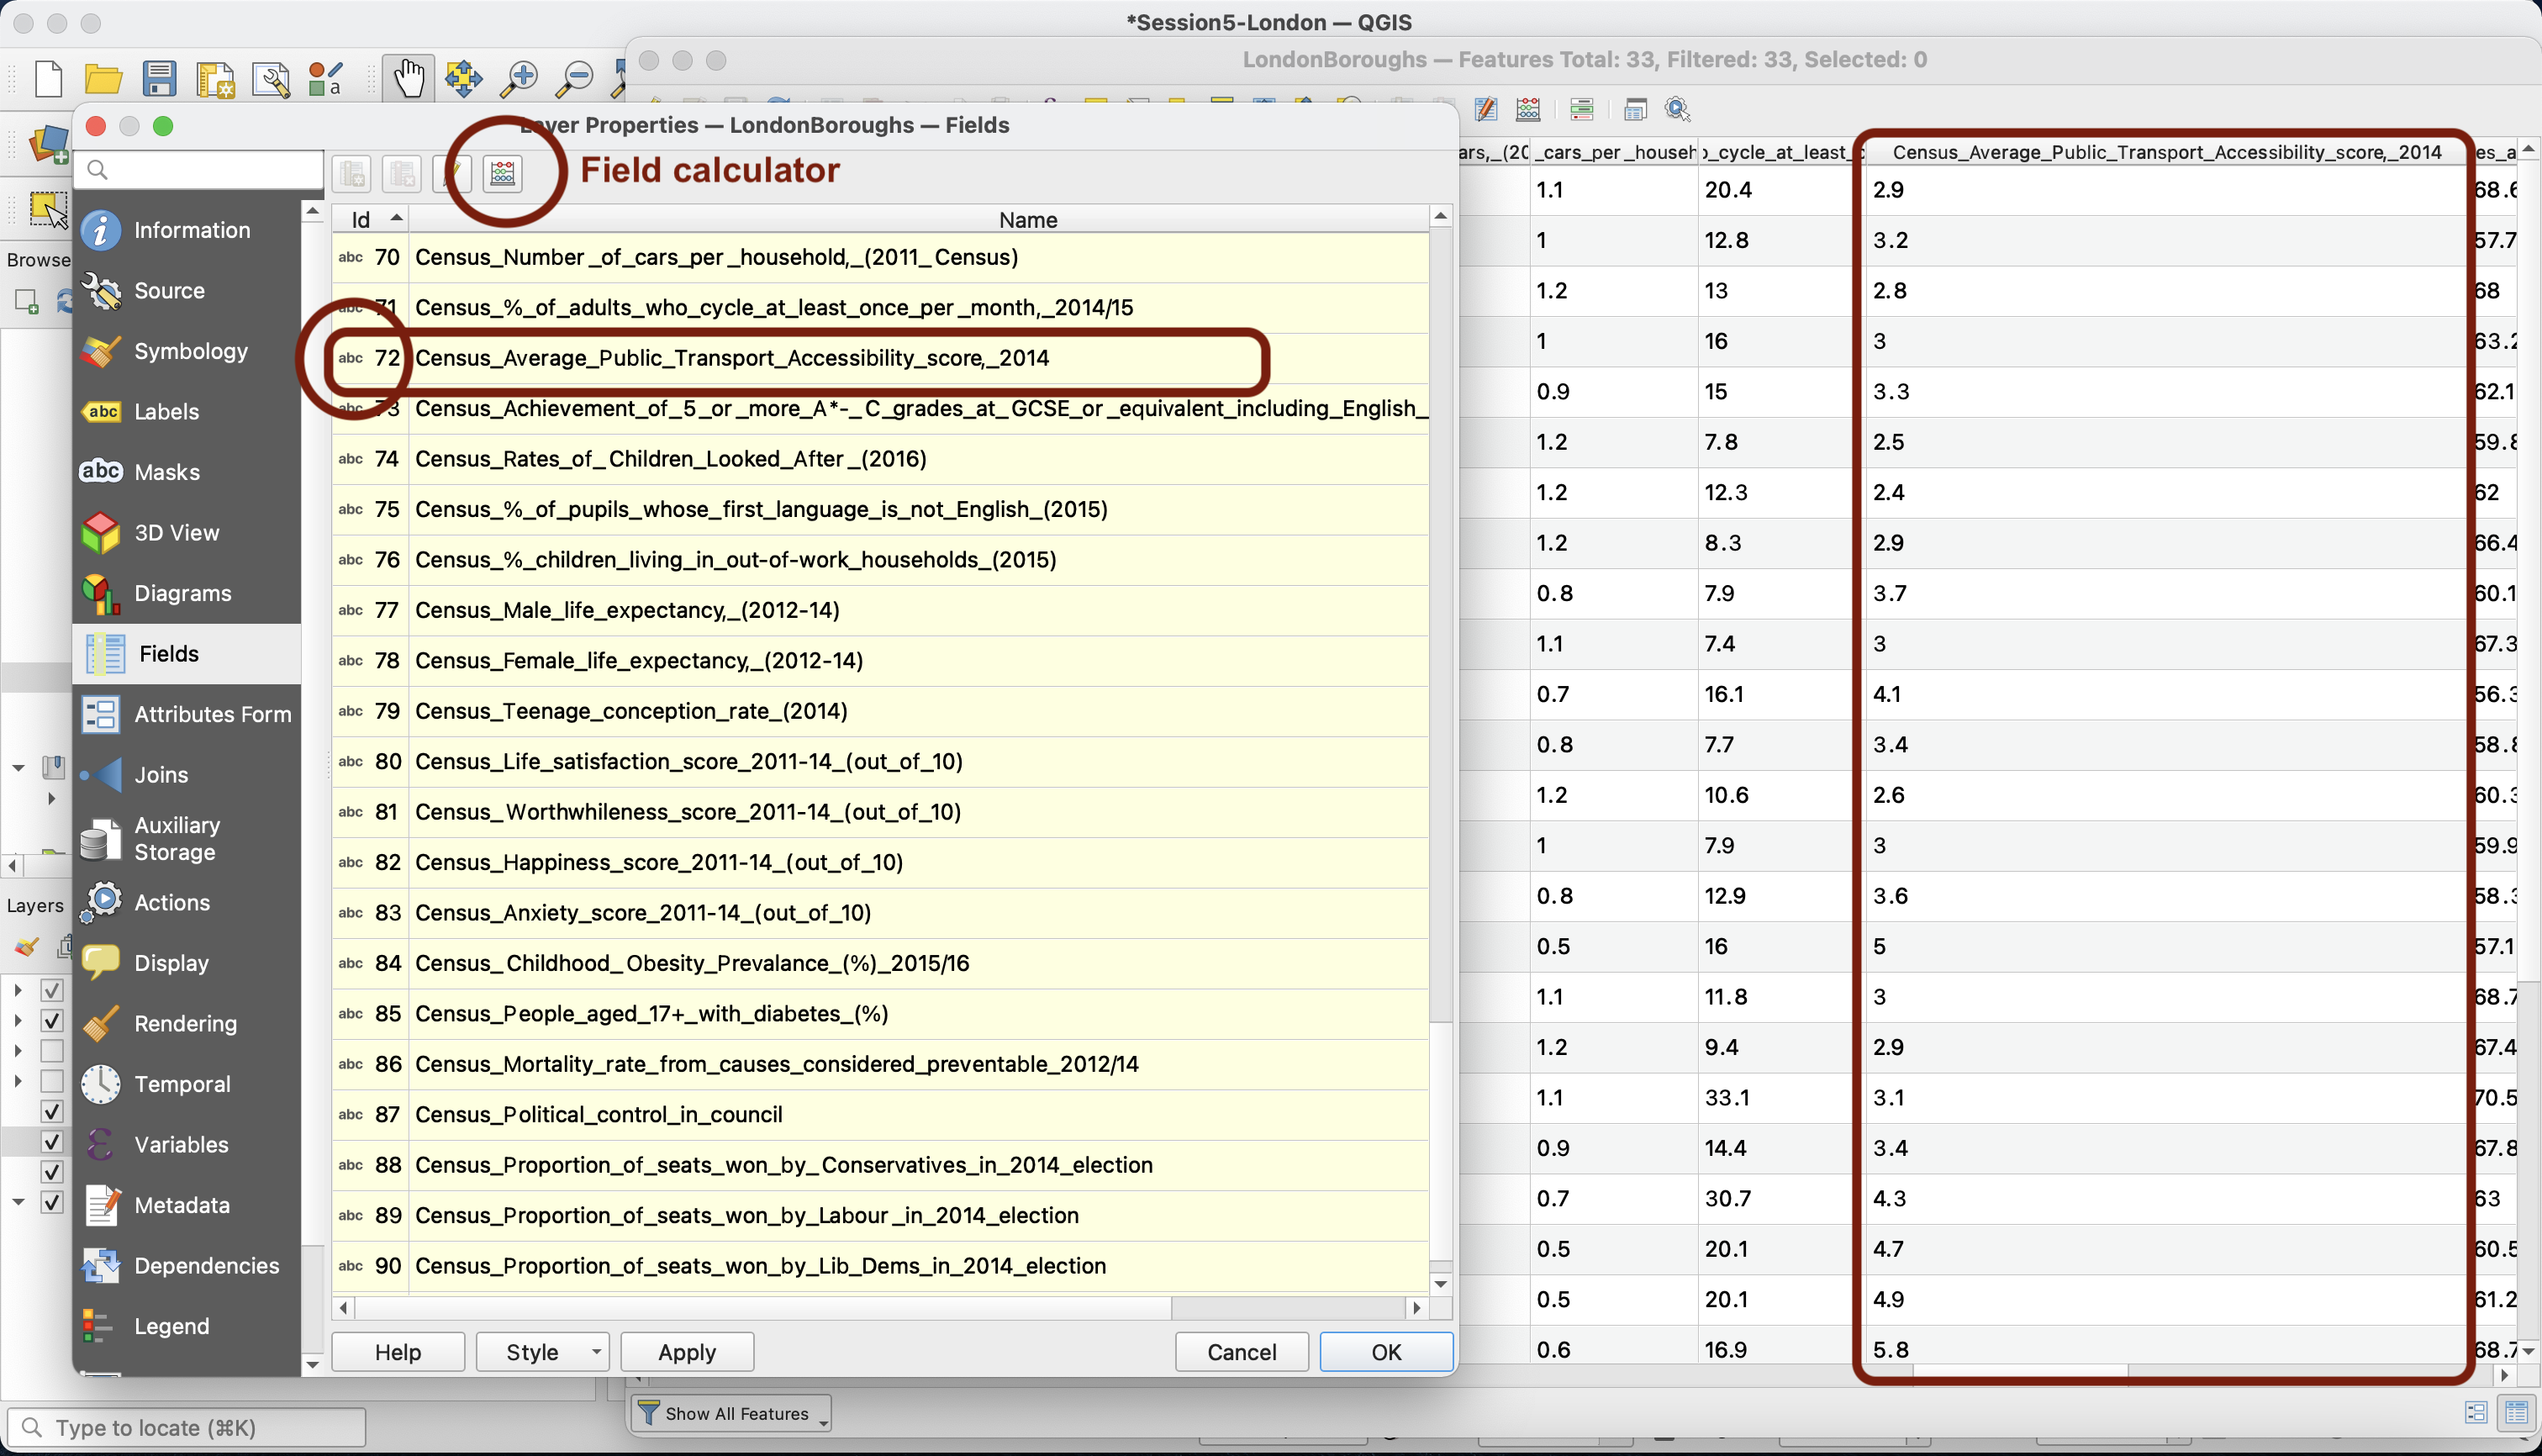 *Session5-London — QGIS
LondonBoroughs — Features Total: 33, Filtered: 33, Selected: 0
Layer Properties — LondonBoroughs — Fields
Field calculator
Browse
Layers
Information
Source
Symbology
abc Labels
abc Masks
3D View
Diagrams
Fields
Attributes Form
Joins
Auxiliary
Storage
Actions
Display
Rendering
Temporal
Variables
Metadata
Dependencies
Legend
Id Name
abc 70 Census_Number_of_cars_per_household,_(2011_Census)
abc 71 Census_%_of_adults_who_cycle_at_least_once_per_month,_2014/15
abc 72 Census_Average_Public_Transport_Accessibility_score,_2014
abc 73 Census_Achievement_of_5_or_more_A*-_C_grades_at_GCSE_or_equivalent_including_English_
abc 74 Census_Rates_of_Children_Looked_After_(2016)
abc 75 Census_%_of_pupils_whose_first_language_is_not_English_(2015)
abc 76 Census_%_children_living_in_out-of-work_households_(2015)
abc 77 Census_Male_life_expectancy,_(2012-14)
abc 78 Census_Female_life_expectancy,_(2012-14)
abc 79 Census_Teenage_conception_rate_(2014)
abc 80 Census_Life_satisfaction_score_2011-14_(out_of_10)
abc 81 Census_Worthwhileness_score_2011-14_(out_of_10)
abc 82 Census_Happiness_score_2011-14_(out_of_10)
abc 83 Census_Anxiety_score_2011-14_(out_of_10)
abc 84 Census_Childhood_Obesity_Prevalance_(%)_2015/16
abc 85 Census_People_aged_17+_with_diabetes_(%)
abc 86 Census_Mortality_rate_from_causes_considered_preventable_2012/14
abc 87 Census_Political_control_in_council
abc 88 Census_Proportion_of_seats_won_by_Conservatives_in_2014_election
abc 89 Census_Proportion_of_seats_won_by_Labour_in_2014_election
abc 90 Census_Proportion_of_seats_won_by_Lib_Dems_in_2014_election
Help Style Apply Cancel OK
ars,_(20 _cars_per_househ o_cycle_at_least_c Census_Average_Public_Transport_Accessibility_score,_2014 es_a
1.1 20.4 2.9 68.6
1 12.8 3.2 57.7
1.2 13 2.8 68
1 16 3 63.2
0.9 15 3.3 62.1
1.2 7.8 2.5 59.8
1.2 12.3 2.4 62
1.2 8.3 2.9 66.4
0.8 7.9 3.7 60.1
1.1 7.4 3 67.3
0.7 16.1 4.1 56.3
0.8 7.7 3.4 58.8
1.2 10.6 2.6 60.3
1 7.9 3 59.9
0.8 12.9 3.6 58.3
0.5 16 5 57.1
1.1 11.8 3 68.7
1.2 9.4 2.9 67.4
1.1 33.1 3.1 70.5
0.9 14.4 3.4 67.8
0.7 30.7 4.3 63
0.5 20.1 4.7 60.5
0.5 20.1 4.9 61.2
0.6 16.9 5.8 68.7
Show All Features
Type to locate (⌘K)